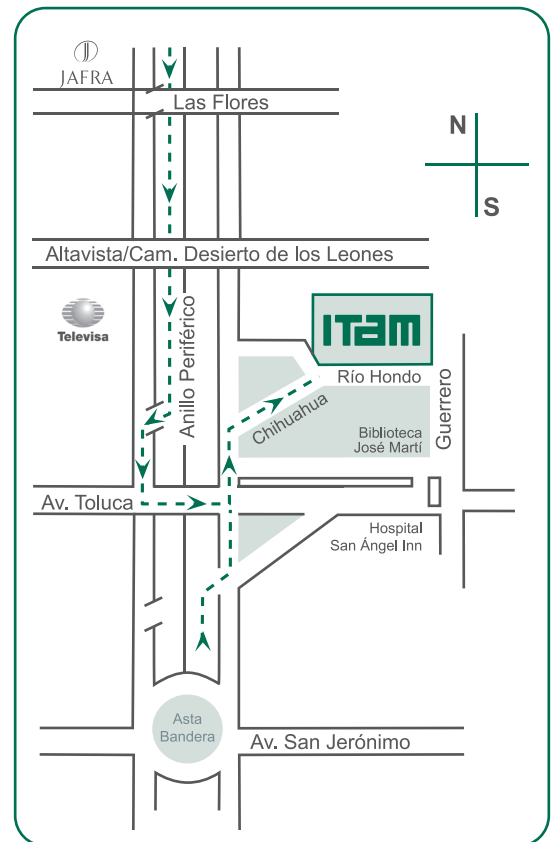 JAFRA
Las Flores
N
S
Altavista/Cam. Desierto de los Leones
Televisa
Anillo Periférico
ITAM
Río Hondo
Chihuahua
Guerrero
Biblioteca
José Martí
Av. Toluca
Hospital
San Ángel Inn
Asta
Bandera
Av. San Jerónimo